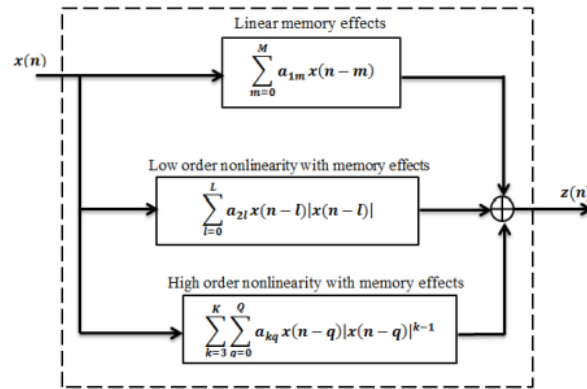 Linear memory effects
x(n)
∑_{m=0}^{M} a_{1m} x(n − m)
Low order nonlinearity with memory effects
∑_{l=0}^{L} a_{2l} x(n − l)|x(n − l)|
z(n)
High order nonlinearity with memory effects
∑_{k=3}^{K} ∑_{q=0}^{Q} a_{kq} x(n − q)|x(n − q)|^{k−1}